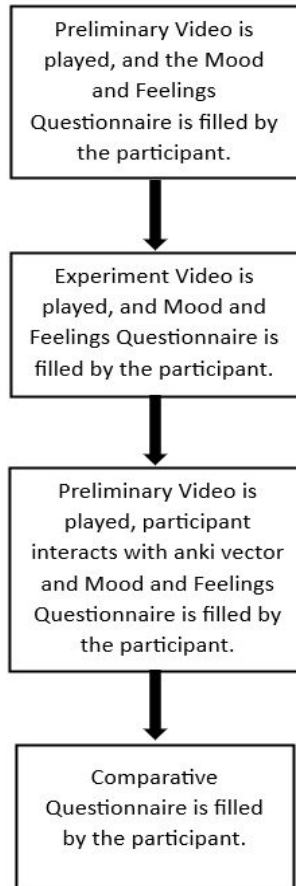 Preliminary Video is
played, and the Mood
and Feelings
Questionnaire is filled by
the participant.
Experiment Video is
played, and Mood and
Feelings Questionnaire is
filled by the participant.
Preliminary Video is
played, participant
interacts with anki vector
and Mood and Feelings
Questionnaire is filled by
the participant.
Comparative
Questionnaire is filled
by the participant.